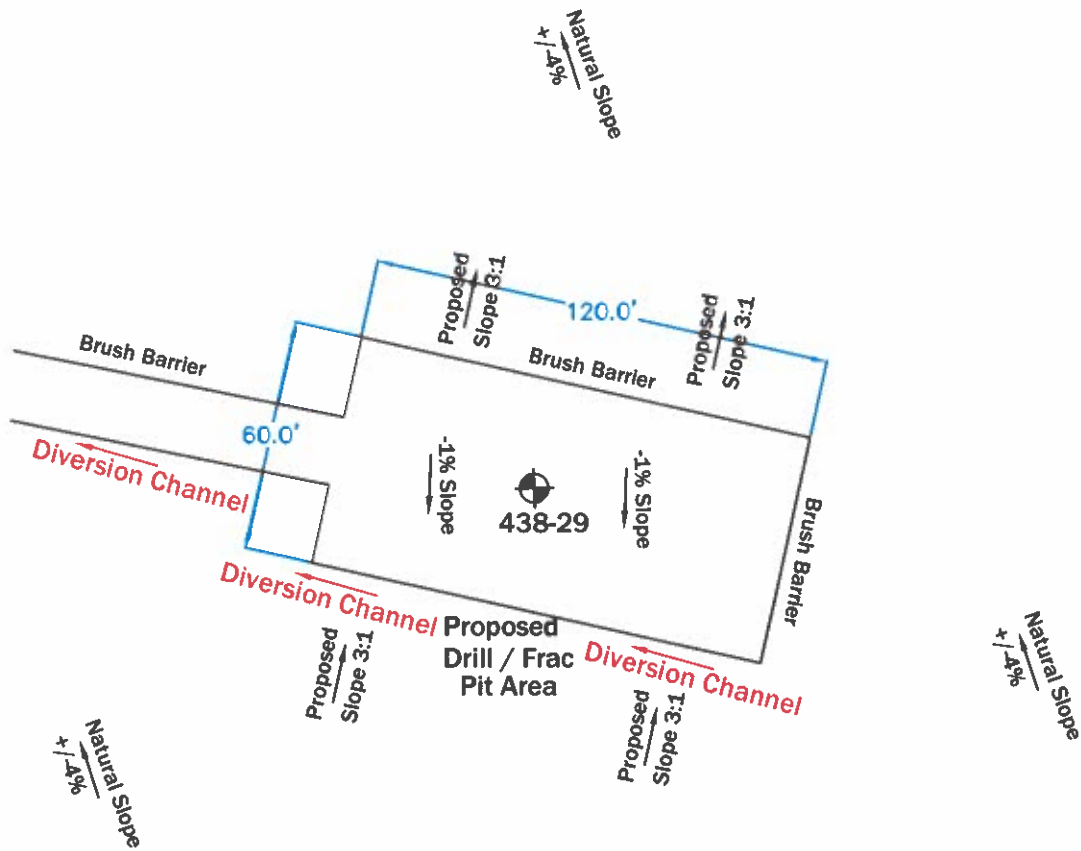 Natural Slope
+/-4%
Proposed
Slope 3:1
120.0'
Proposed
Slope 3:1
Brush Barrier
Brush Barrier
60.0'
Diversion Channel
-1% Slope
438-29
-1% Slope
Brush Barrier
Diversion Channel
Proposed
Drill / Frac
Pit Area
Diversion Channel
Proposed
Slope 3:1
Proposed
Slope 3:1
Natural Slope
+/-4%
Natural Slope
+/-4%